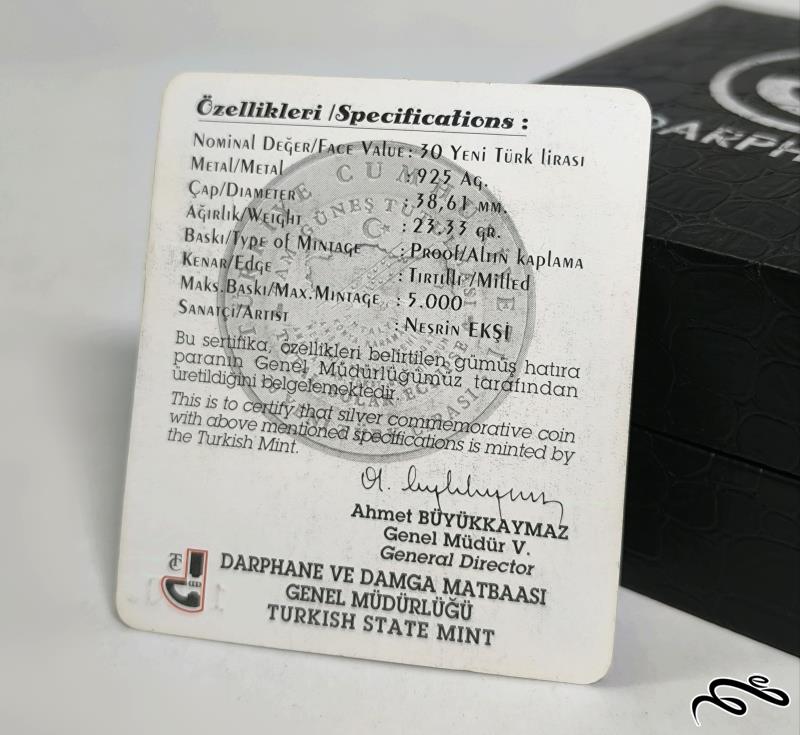 Özellikleri /Specifications :
Nominal Değer/Face Value: 30 Yeni Türk lirası
Metal/Metal : 925 Ag.
Çap/Diameter : 38,61 mm.
Ağırlık/Weight : 23.33 gr.
Baskı/Type of Mintage : Proof/Altın kaplama
Kenar/Edge : Tırtıllı/Milled
Maks.Baskı/Max.Mintage : 5.000
Sanatçı/Artist : Nesrin EKŞİ
Bu sertifika, özellikleri belirtilen gümüş hatıra
paranın Genel Müdürlüğümüz tarafından
üretildiğini belgelemektedir.
This is to certify that silver commemorative coin
with above mentioned specifications is minted by
the Turkish Mint.
Ahmet BÜYÜKKAYMAZ
Genel Müdür V.
General Director
TC
DARPHANE VE DAMGA MATBAASI
GENEL MÜDÜRLÜĞÜ
TURKISH STATE MINT
DARPH